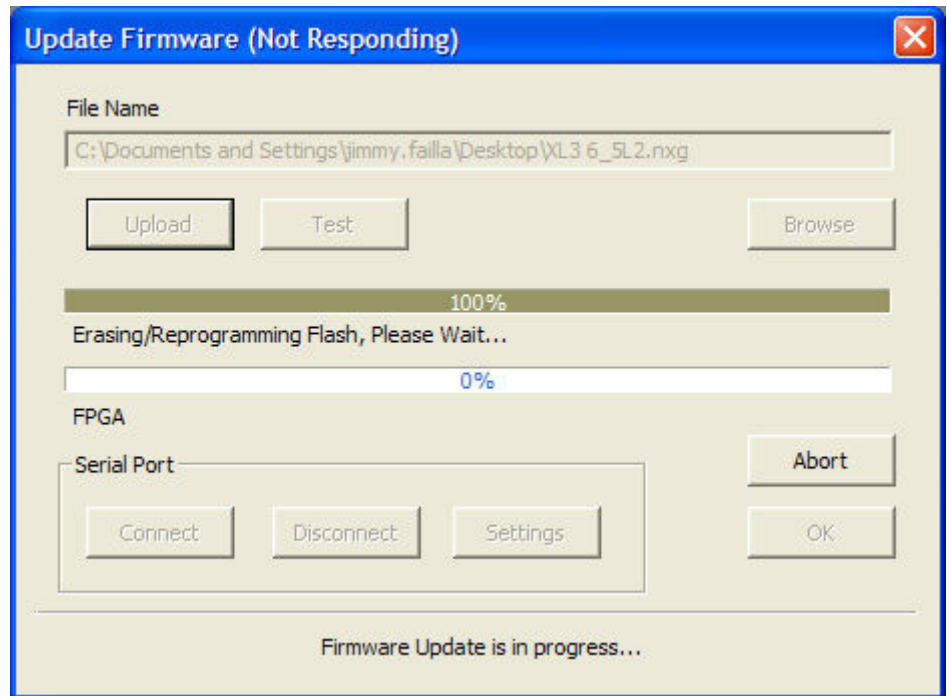 Update Firmware (Not Responding)
File Name
C:\Documents and Settings\jimmy.failla\Desktop\XL3 6_5L2.nxg
Upload Test Browse
100%
Erasing/Reprogramming Flash, Please Wait...
0%
FPGA
Serial Port
Abort
Connect Disconnect Settings OK
Firmware Update is in progress...